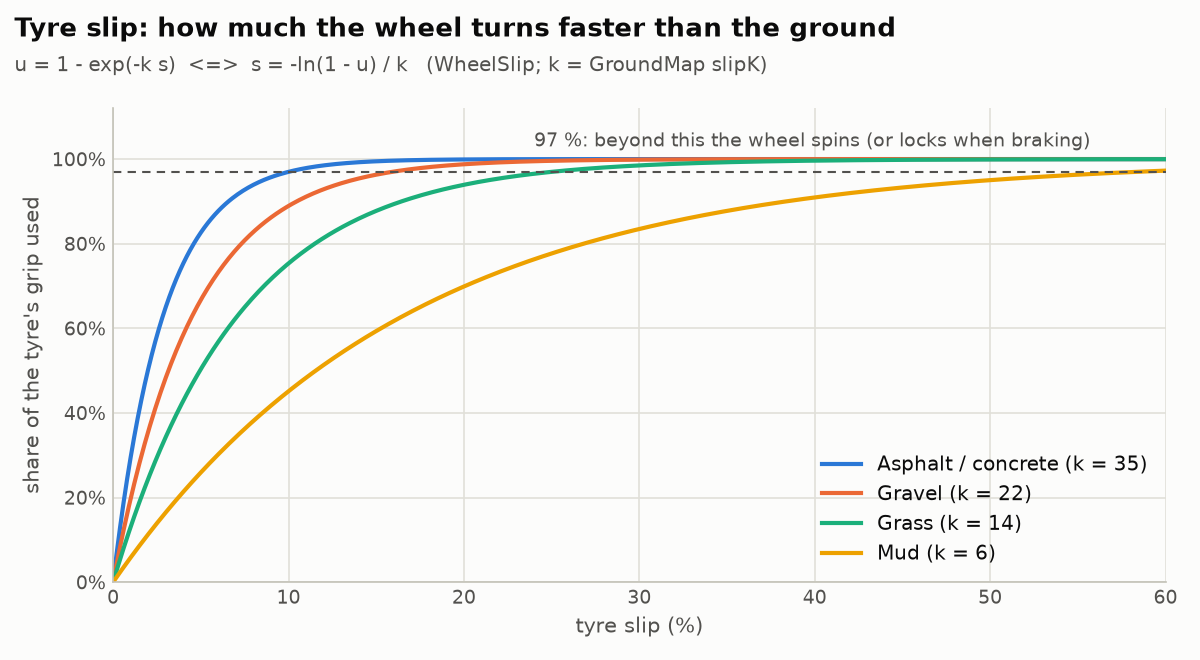 Tyre slip: how much the wheel turns faster than the ground
u = 1 - exp(-k s)  <=>  s = -ln(1 - u) / k   (WheelSlip; k = GroundMap slipK)
97 %: beyond this the wheel spins (or locks when braking)
100%
80%
60%
40%
20%
0%
share of the tyre's grip used
Asphalt / concrete (k = 35)
Gravel (k = 22)
Grass (k = 14)
Mud (k = 6)
0 10 20 30 40 50 60
tyre slip (%)